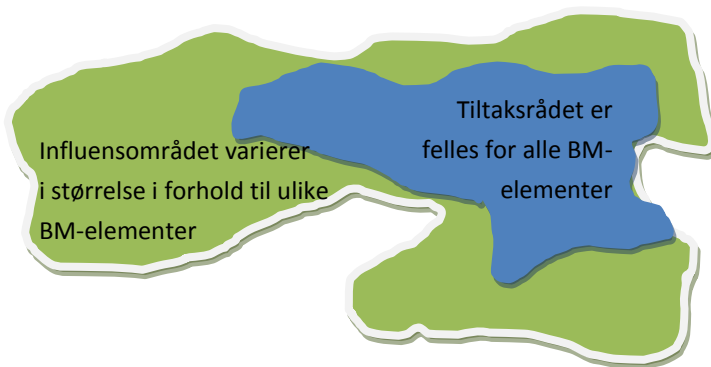 Influensområdet varierer
i størrelse i forhold til ulike
BM-elementer
Tiltaksrådet er
felles for alle BM-
elementer